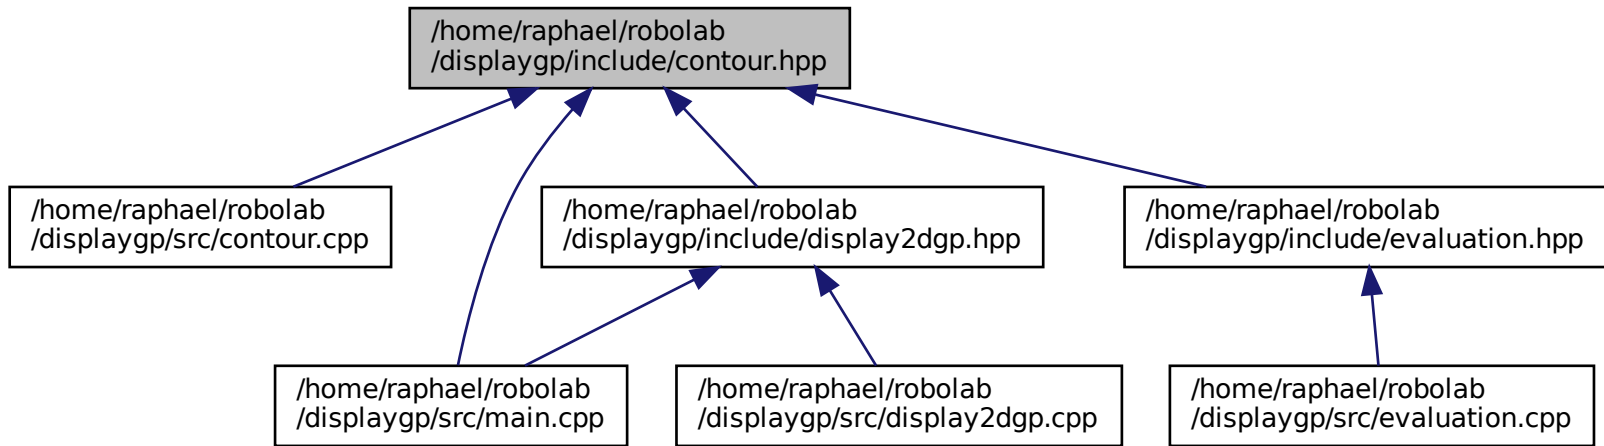 /home/raphael/robolab
/displaygp/include/contour.hpp
/home/raphael/robolab
/displaygp/src/contour.cpp
/home/raphael/robolab
/displaygp/include/display2dgp.hpp
/home/raphael/robolab
/displaygp/include/evaluation.hpp
/home/raphael/robolab
/displaygp/src/main.cpp
/home/raphael/robolab
/displaygp/src/display2dgp.cpp
/home/raphael/robolab
/displaygp/src/evaluation.cpp